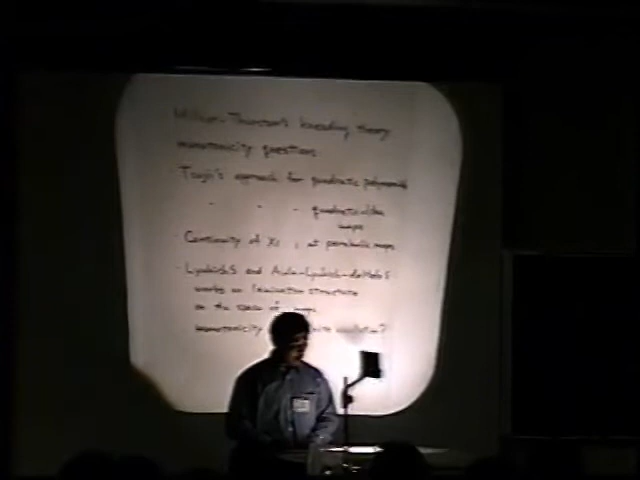 Milnor-Thurston's kneading theory
monotonicity question
Tsujii's approach for quadratic polynomials
" " - quadratic-like
maps
Continuity of at parabolic maps
Lyubich's and Avila-Lyubich-de Melo's
works on lamination structure
on the space of maps
monotonicity